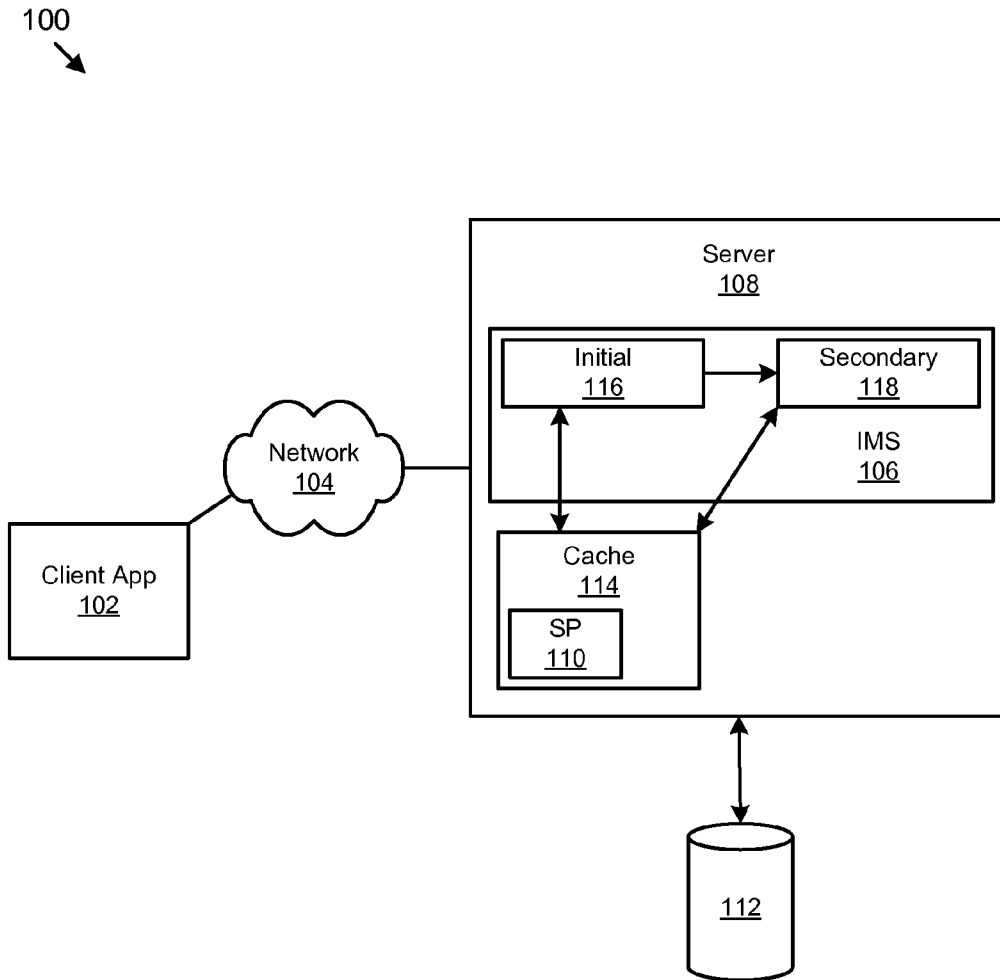 100
Server
108
Initial
116
Secondary
118
IMS
106
Network
104
Client App
102
Cache
114
SP
110
112